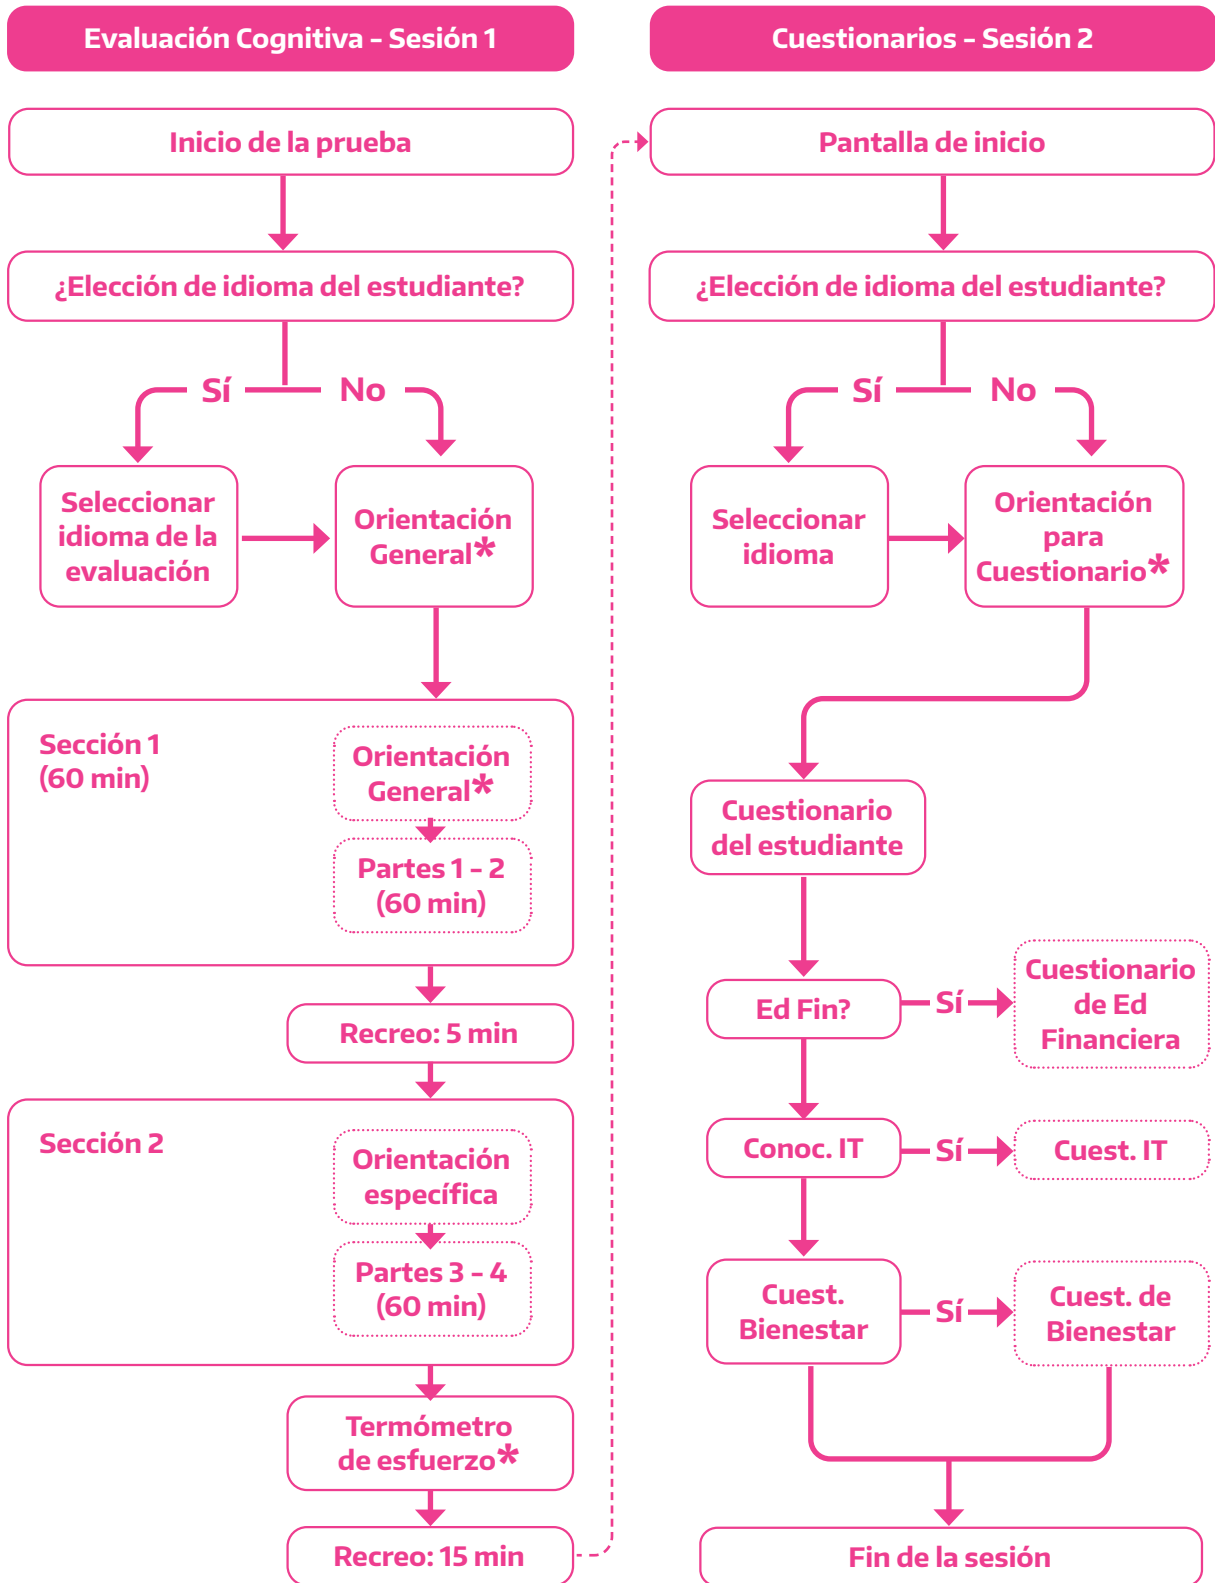 Evaluación Cognitiva – Sesión 1
Inicio de la prueba
¿Elección de idioma del estudiante?
Sí
No
Seleccionar
idioma de la
evaluación
Orientación
General*
Sección 1
(60 min)
Orientación
General*
Partes 1 – 2
(60 min)
Recreo: 5 min
Sección 2
Orientación
específica
Partes 3 – 4
(60 min)
Termómetro
de esfuerzo*
Recreo: 15 min
Cuestionarios – Sesión 2
Pantalla de inicio
¿Elección de idioma del estudiante?
Sí
No
Seleccionar
idioma
Orientación
para
Cuestionario*
Cuestionario
del estudiante
Ed Fin?
Sí
Cuestionario
de Ed
Financiera
Conoc. IT
Sí
Cuest. IT
Cuest.
Bienestar
Sí
Cuest. de
Bienestar
Fin de la sesión